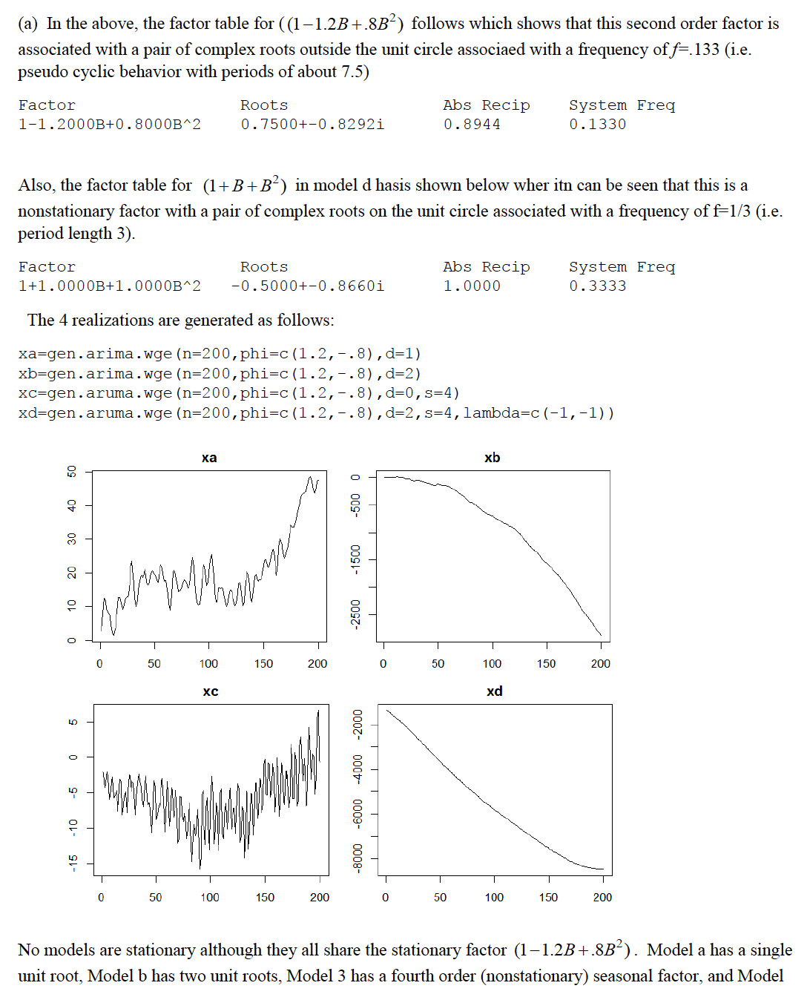 (a) In the above, the factor table for ((1−1.2B+.8B²) follows which shows that this second order factor is
associated with a pair of complex roots outside the unit circle associaed with a frequency of f=.133 (i.e.
pseudo cyclic behavior with periods of about 7.5)
Factor Roots Abs Recip System Freq
1-1.2000B+0.8000B^2 0.7500+-0.8292i 0.8944 0.1330
Also, the factor table for (1+B+B²) in model d hasis shown below wher itn can be seen that this is a
nonstationary factor with a pair of complex roots on the unit circle associated with a frequency of f=1/3 (i.e.
period length 3).
Factor Roots Abs Recip System Freq
1+1.0000B+1.0000B^2 -0.5000+-0.8660i 1.0000 0.3333
The 4 realizations are generated as follows:
xa=gen.arima.wge(n=200,phi=c(1.2,-.8),d=1)
xb=gen.arima.wge(n=200,phi=c(1.2,-.8),d=2)
xc=gen.aruma.wge(n=200,phi=c(1.2,-.8),d=0,s=4)
xd=gen.aruma.wge(n=200,phi=c(1.2,-.8),d=2,s=4,lambda=c(-1,-1))
xa
50
40
30
20
10
0
0 50 100 150 200
xb
0
-500
-1500
-2500
0 50 100 150 200
xc
5
0
-5
-10
-15
0 50 100 150 200
xd
-2000
-4000
-6000
-8000
0 50 100 150 200
No models are stationary although they all share the stationary factor (1−1.2B+.8B²). Model a has a single
unit root, Model b has two unit roots, Model 3 has a fourth order (nonstationary) seasonal factor, and Model